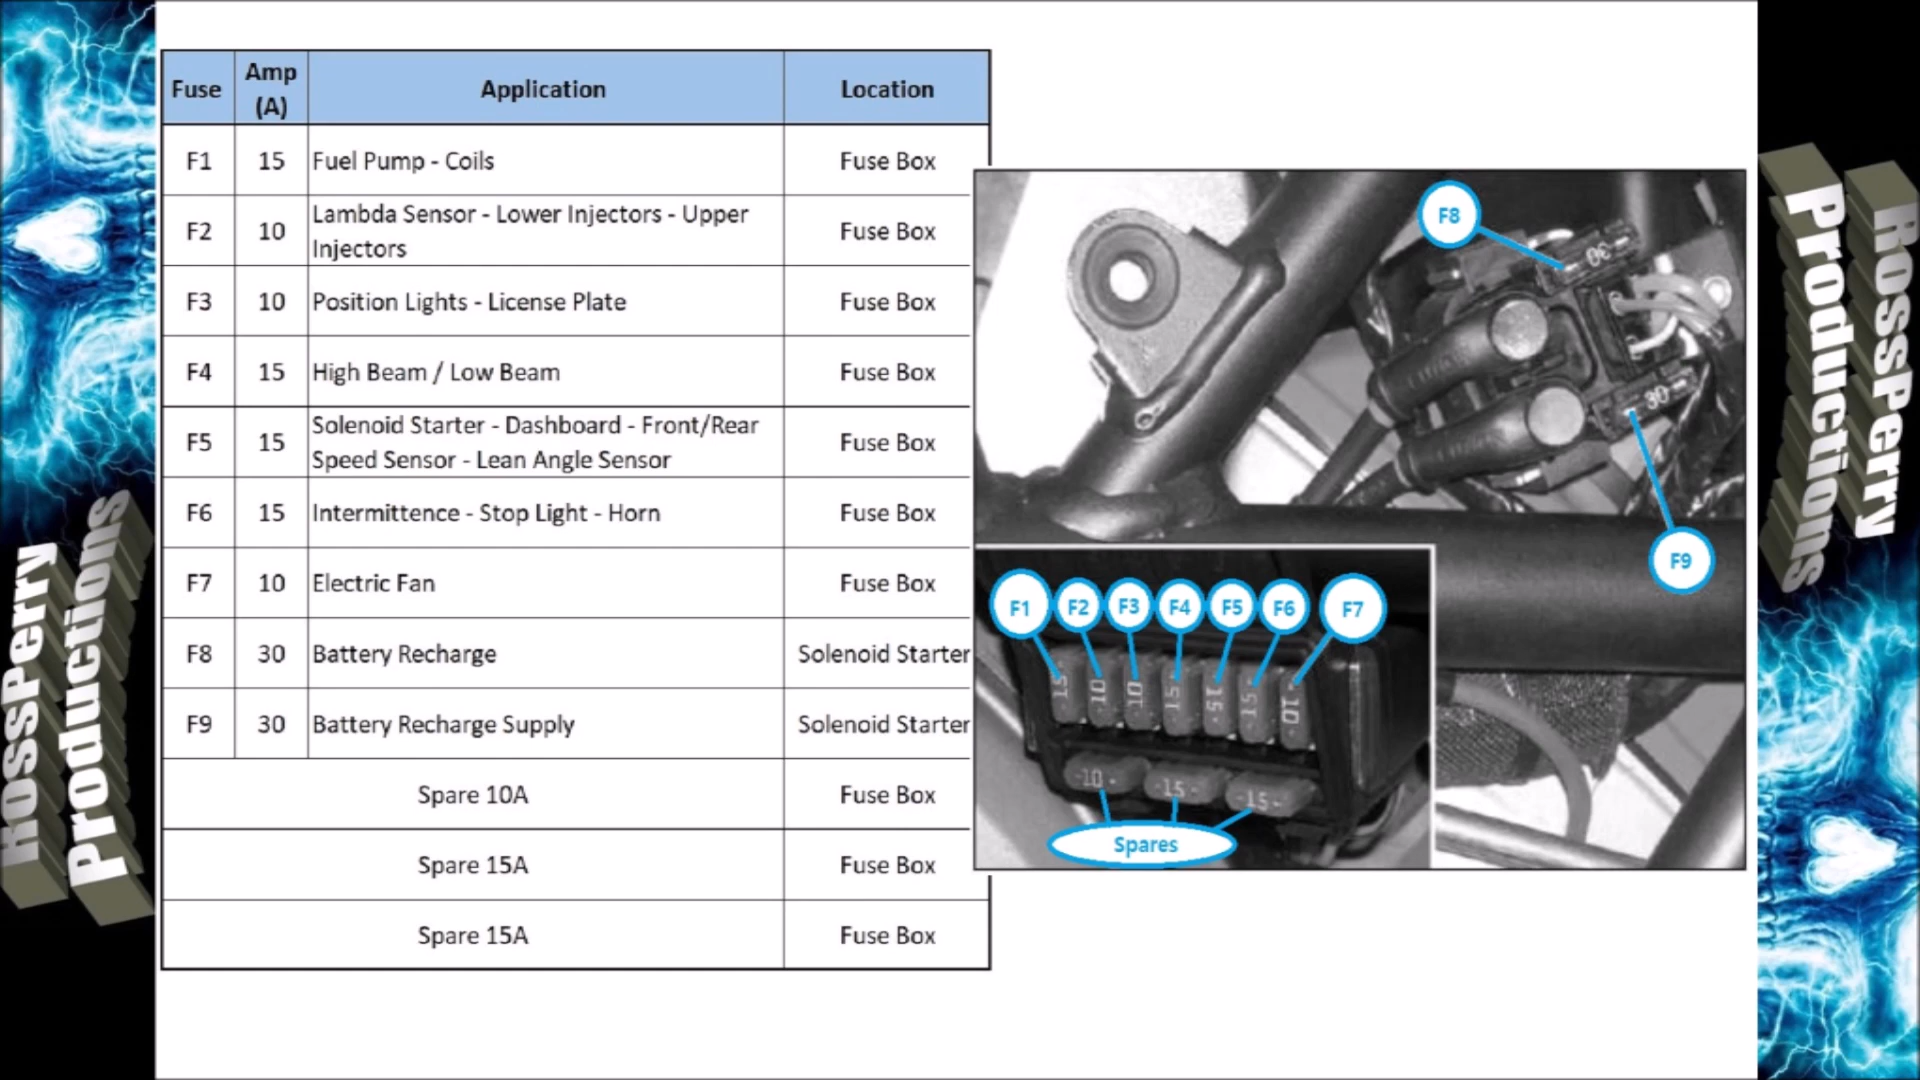 Fuse Amp (A) Application Location
F1 15 Fuel Pump - Coils Fuse Box
F2 10 Lambda Sensor - Lower Injectors - Upper
Injectors Fuse Box
F3 10 Position Lights - License Plate Fuse Box
F4 15 High Beam / Low Beam Fuse Box
F5 15 Solenoid Starter - Dashboard - Front/Rear
Speed Sensor - Lean Angle Sensor Fuse Box
F6 15 Intermittence - Stop Light - Horn Fuse Box
F7 10 Electric Fan Fuse Box
F8 30 Battery Recharge Solenoid Starter
F9 30 Battery Recharge Supply Solenoid Starter
Spare 10A Fuse Box
Spare 15A Fuse Box
Spare 15A Fuse Box
F8
30
30
F9
F1 F2 F3 F4 F5 F6 F7
15 10 10 15 15 15 10
-10- -15- -15-
Spares
RossPerry
Productions
RossPerry
Productions